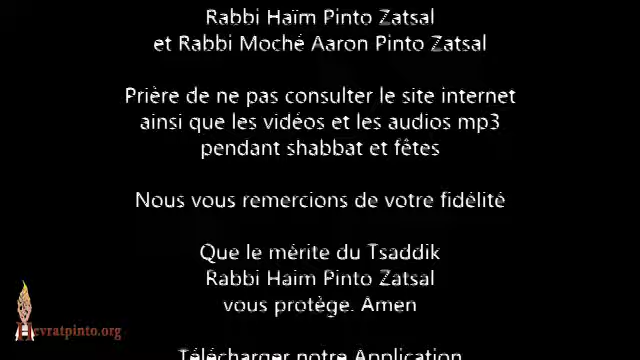 Rabbi Haïm Pinto Zatsal
et Rabbi Moché Aaron Pinto Zatsal
Prière de ne pas consulter le site internet
ainsi que les vidéos et les audios mp3
pendant shabbat et fêtes
Nous vous remercions de votre fidélité
Que le mérite du Tsaddik
Rabbi Haim Pinto Zatsal
vous protège. Amen
Hevratpinto.org
Télécharger notre Application